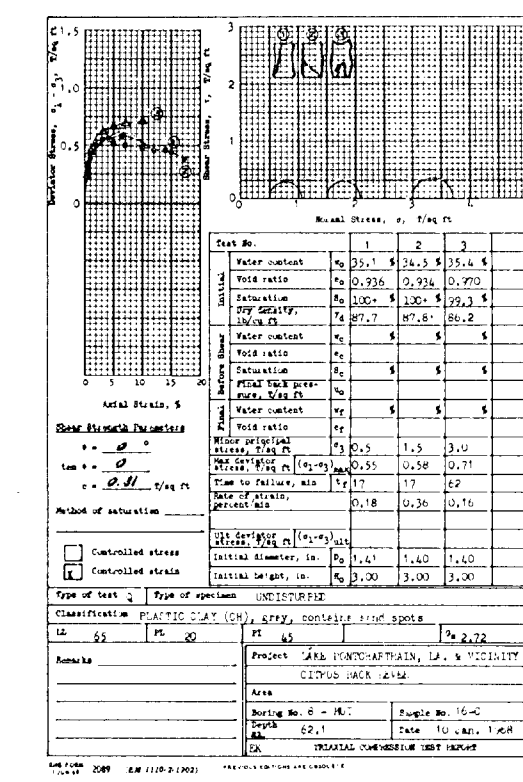 Deviator Stress, σ1 - σ3, T/sq ft
1.5
1.0
0.5
0
0 5 10 15 20
Axial Strain, %
Shear Stress, τ, T/sq ft
3
2
1
0
1 2 3
Normal Stress, σ, T/sq ft
Shear Strength Parameters
φ = 0 °
tan φ = 0
c = 0.31 T/sq ft
Method of saturation
Controlled stress
X Controlled strain
Test No. 1 2 3
Initial
Water content w0 35.1 % 34.5 % 35.4 %
Void ratio e0 0.936 0.934 0.970
Saturation S0 100+ % 100+ % 99.3 %
Dry density, lb/cu ft γd 87.7 87.8 86.2
Before Shear
Water content wc % % %
Void ratio ec
Saturation Sc % % %
Final back pressure, T/sq ft u0
Final
Water content wf % % %
Void ratio ef
Minor principal stress, T/sq ft σ3 0.5 1.5 3.0
Max deviator stress, T/sq ft (σ1-σ3)max 0.55 0.58 0.71
Time to failure, min tf 17 17 62
Rate of strain, percent/min 0.18 0.36 0.16
Ult deviator stress, T/sq ft (σ1-σ3)ult
Initial diameter, in. D0 1.41 1.40 1.40
Initial height, in. H0 3.00 3.00 3.00
Type of test Q Type of specimen UNDISTURBED
Classification PLASTIC CLAY (CH), grey, contains sand spots
LL 65 PL 20 PI 45 Gs 2.72
Remarks
Project LAKE PONTCHARTRAIN, LA. & VICINITY
CITRUS BACK LEVEE
Area
Boring No. 8 - MUT Sample No. 16-C
Depth El 62.1 Date 10 Jan. 1968
EK TRIAXIAL COMPRESSION TEST REPORT
ENG FORM 2089 (EM 1110-2-1902) PREVIOUS EDITIONS ARE OBSOLETE